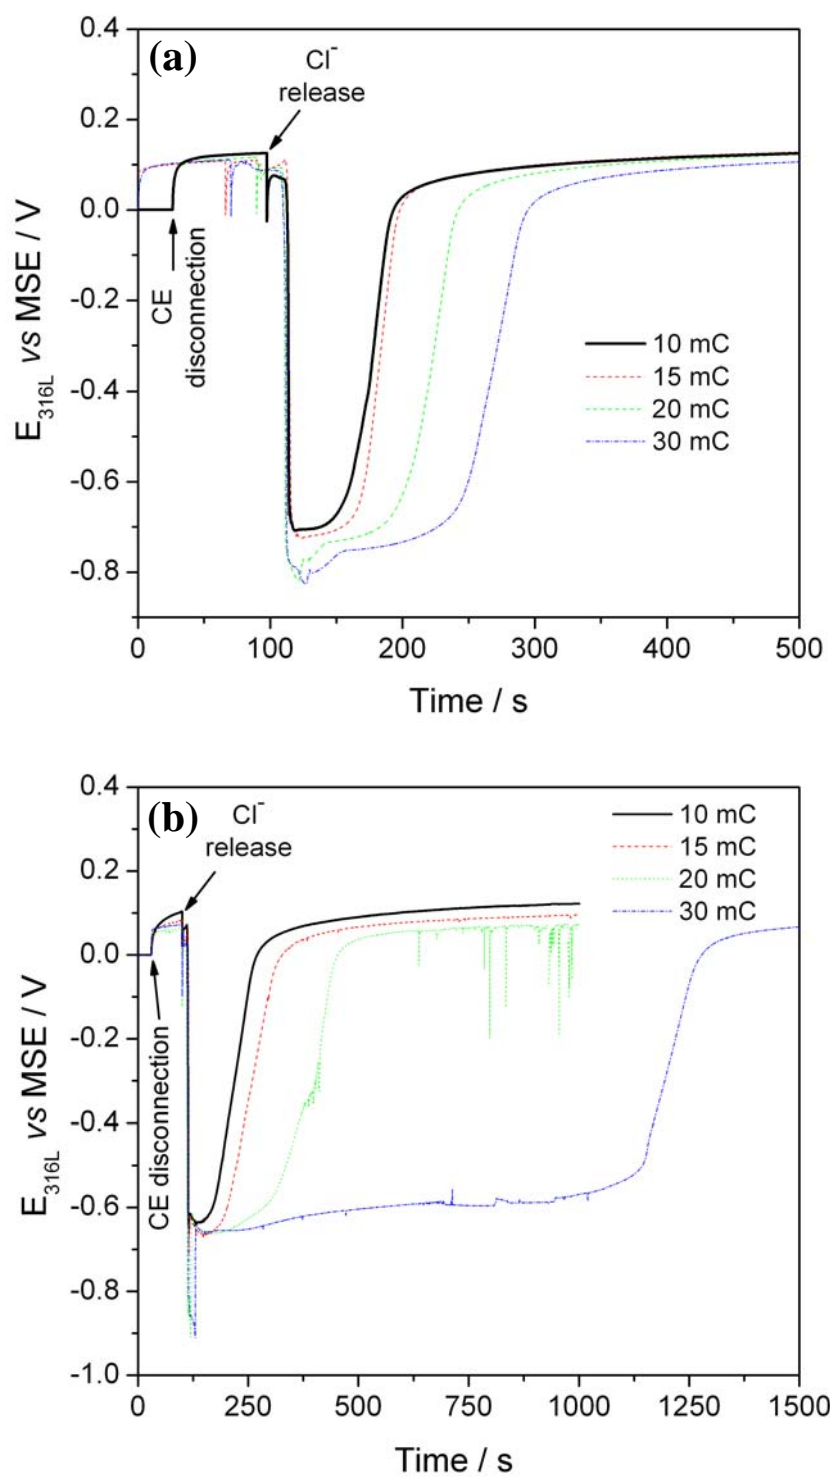 (a)
Cl⁻
release
CE
disconnection
10 mC
15 mC
20 mC
30 mC
0.4
0.2
0.0
-0.2
-0.4
-0.6
-0.8
E316L vs MSE / V
0 100 200 300 400 500
Time / s
(b)
Cl⁻
release
CE disconnection
10 mC
15 mC
20 mC
30 mC
0.4
0.2
0.0
-0.2
-0.4
-0.6
-0.8
-1.0
E316L vs MSE / V
0 250 500 750 1000 1250 1500
Time / s